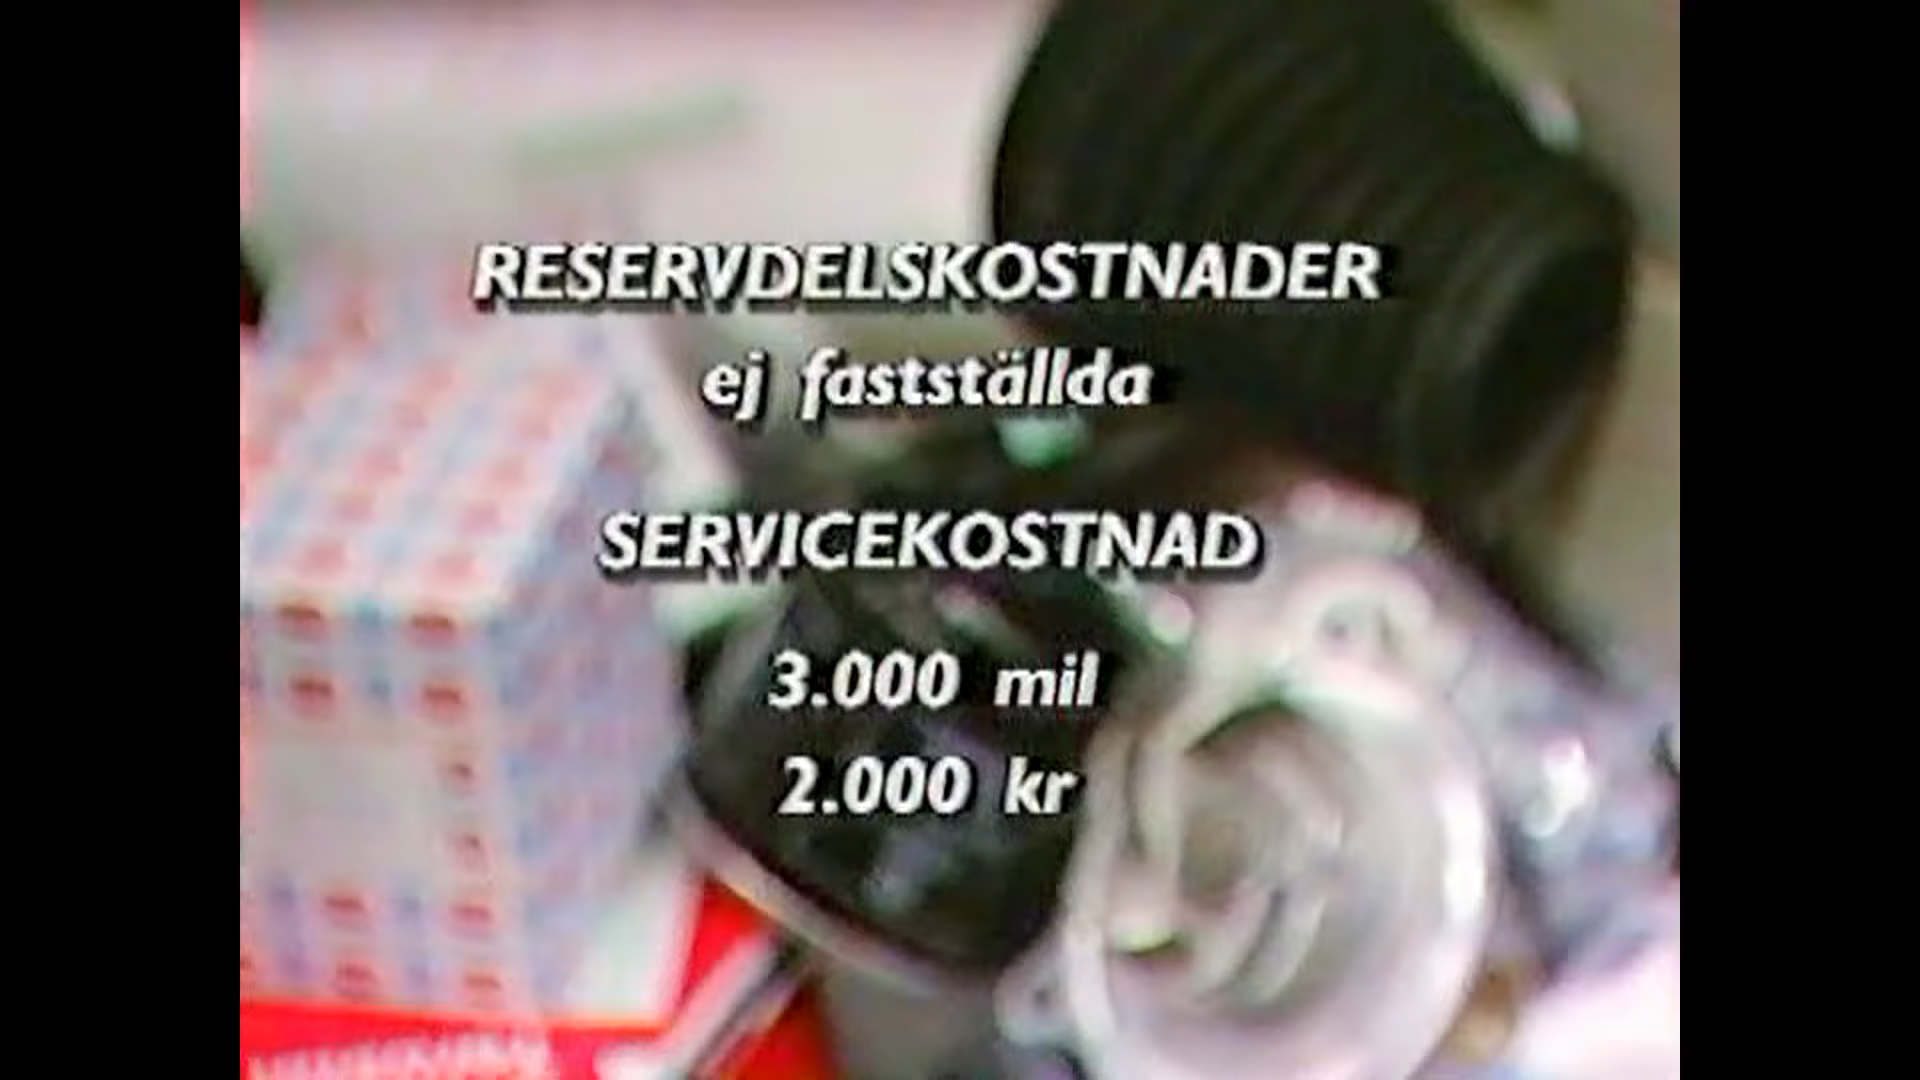 RESERVDELSKOSTNADER
ej fastställda
SERVICEKOSTNAD
3.000 mil
2.000 kr